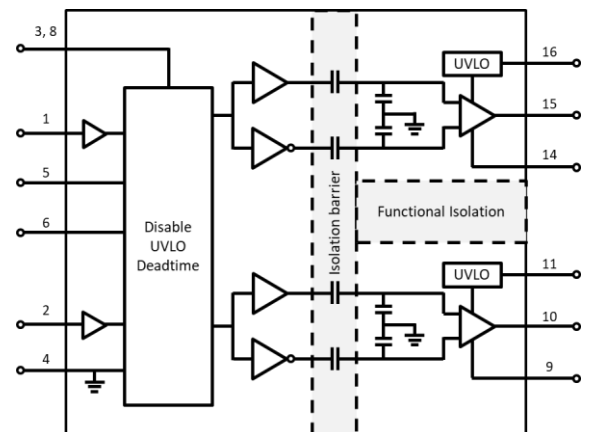 3, 8
16
UVLO
15
1
14
5
Isolation barrier
Functional Isolation
6
Disable
UVLO
Deadtime
11
UVLO
2
10
4
9